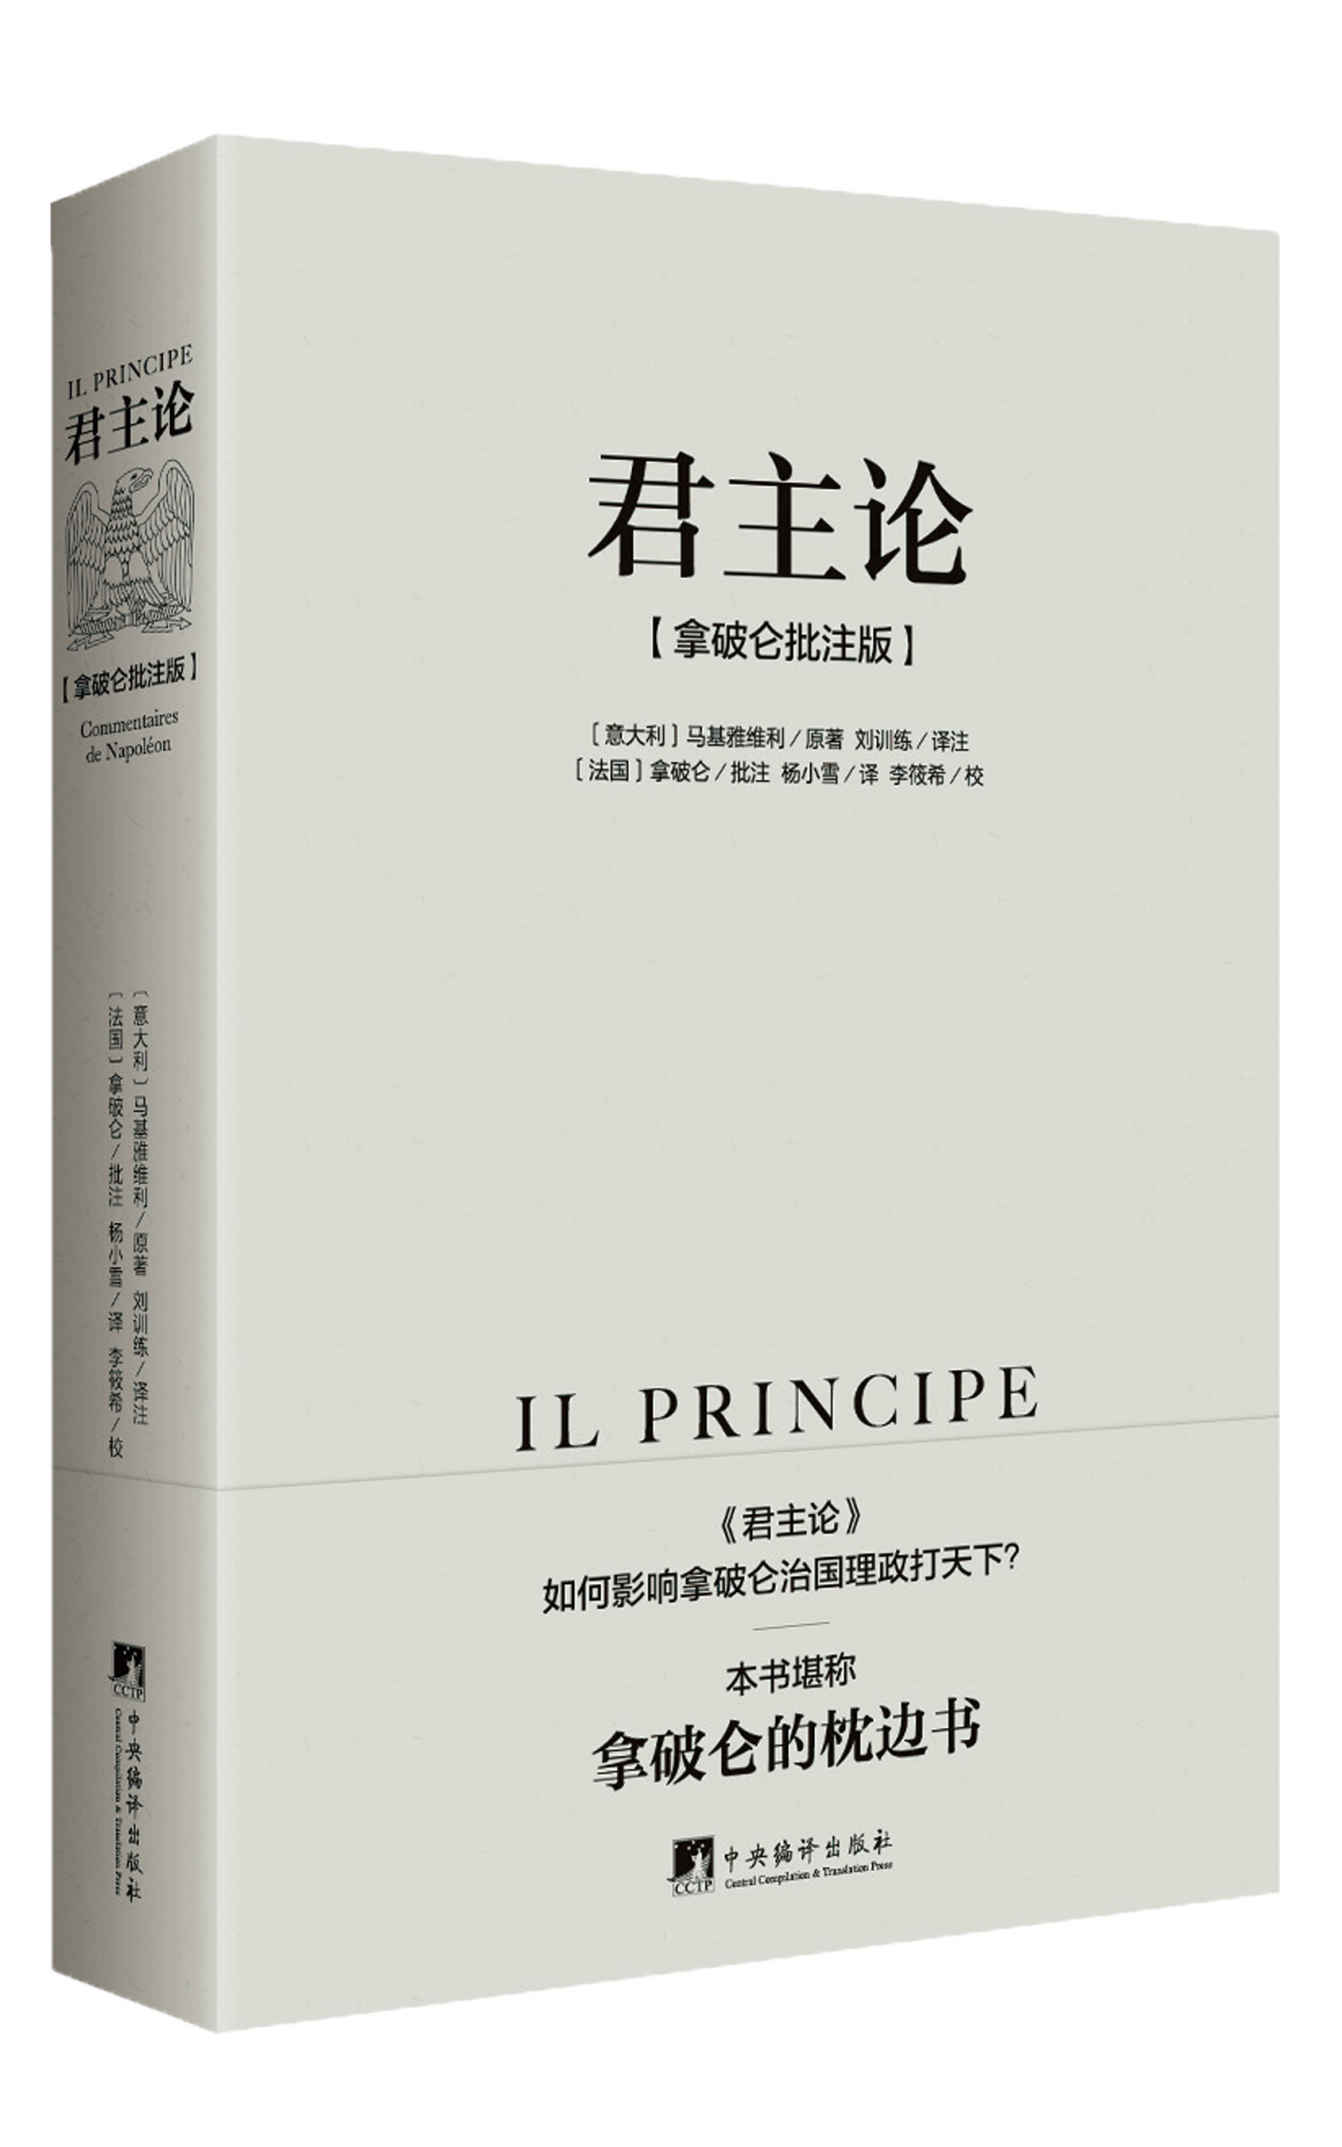 IL PRINCIPE
君主论
【拿破仑批注版】
Commentaires
de Napoléon
［意大利］马基雅维利/原著 刘训练/译注
［法国］拿破仑/批注 杨小雪/译 李筱希/校
CCTP
中央编译出版社
Central Compilation & Translation Press
君主论
【拿破仑批注版】
［意大利］马基雅维利/原著 刘训练/译注
［法国］拿破仑/批注 杨小雪/译 李筱希/校
IL PRINCIPE
《君主论》
如何影响拿破仑治国理政打天下？
本书堪称
拿破仑的枕边书
CCTP
中央编译出版社
Central Compilation & Translation Press